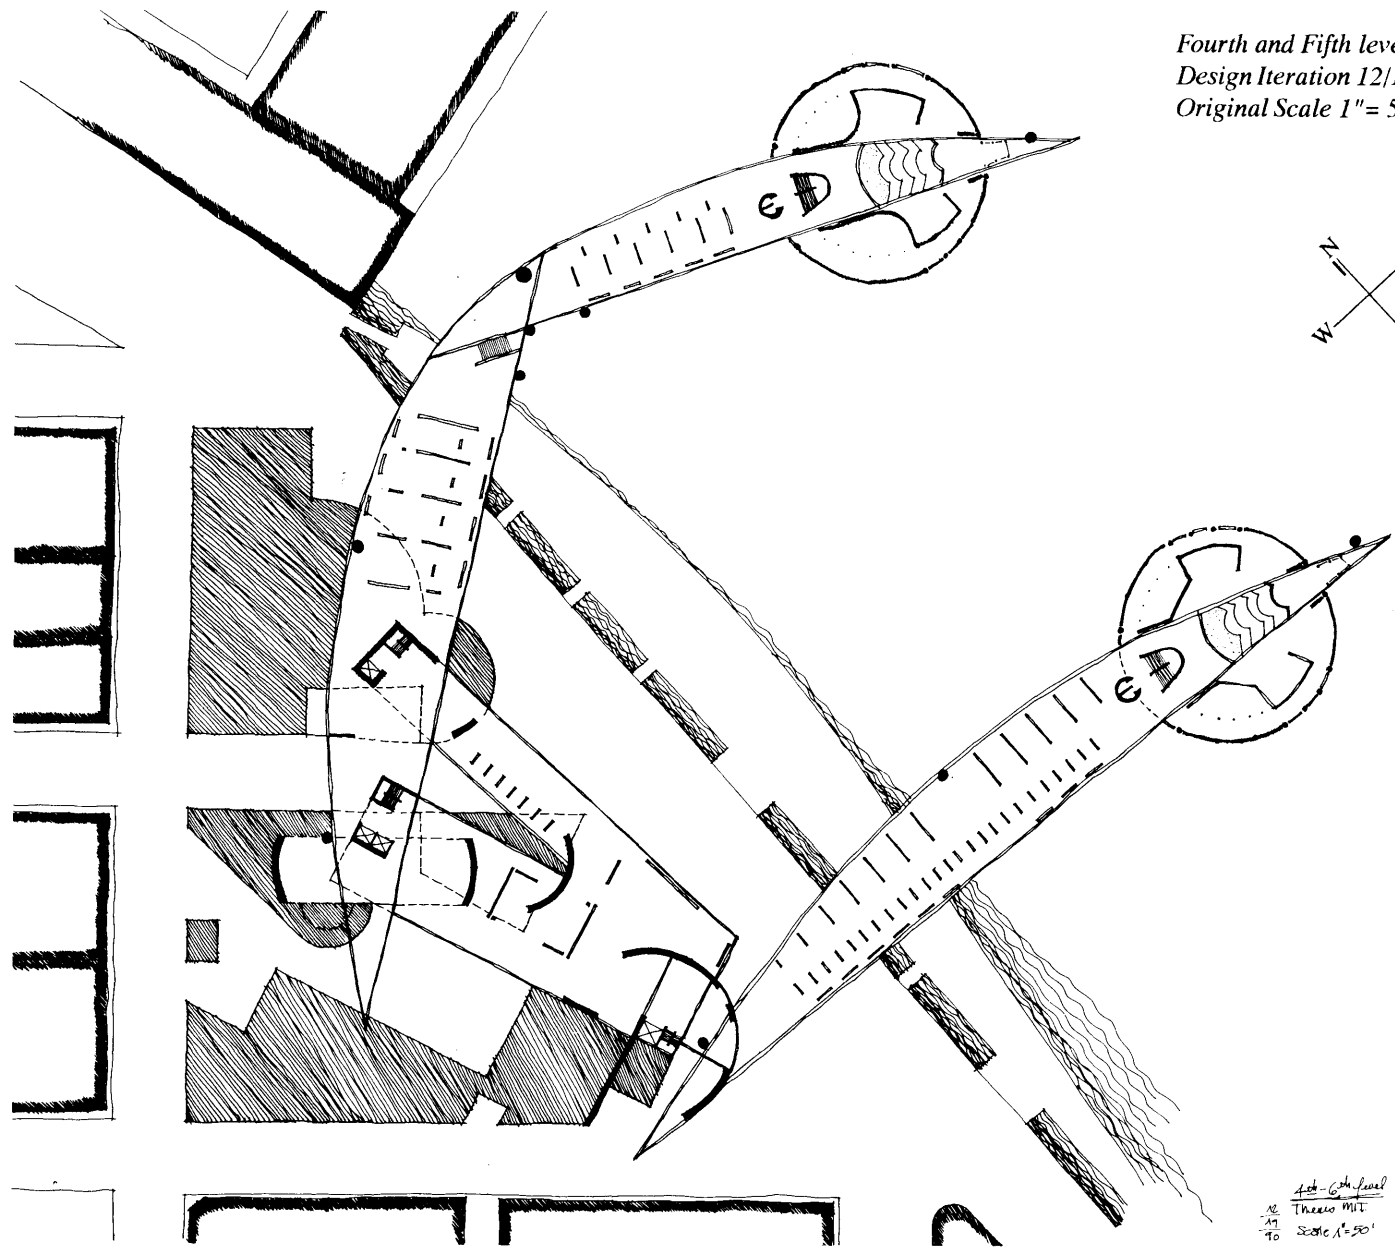 Fourth and Fifth leve
Design Iteration 12/
Original Scale 1"= 5
N
W
4th-6th level
12 Thesis MIT
19
90 Scale 1"=50'